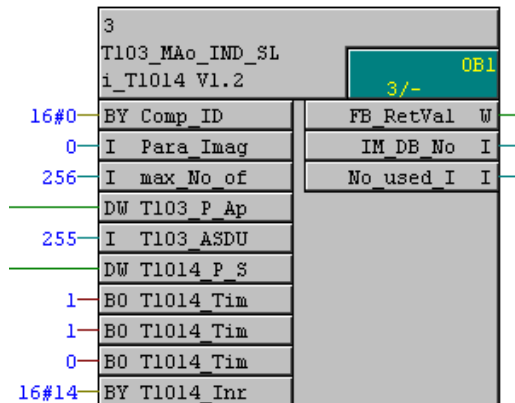 3
T103_MAo_IND_SL
i_T1014 V1.2
OB1
3/-
16#0 BY Comp_ID FB_RetVal W
0 I Para_Imag IM_DB_No I
256 I max_No_of No_used_I I
DW T103_P_Ap
255 I T103_ASDU
DW T1014_P_S
1 BO T1014_Tim
1 BO T1014_Tim
0 BO T1014_Tim
16#14 BY T1014_Inr